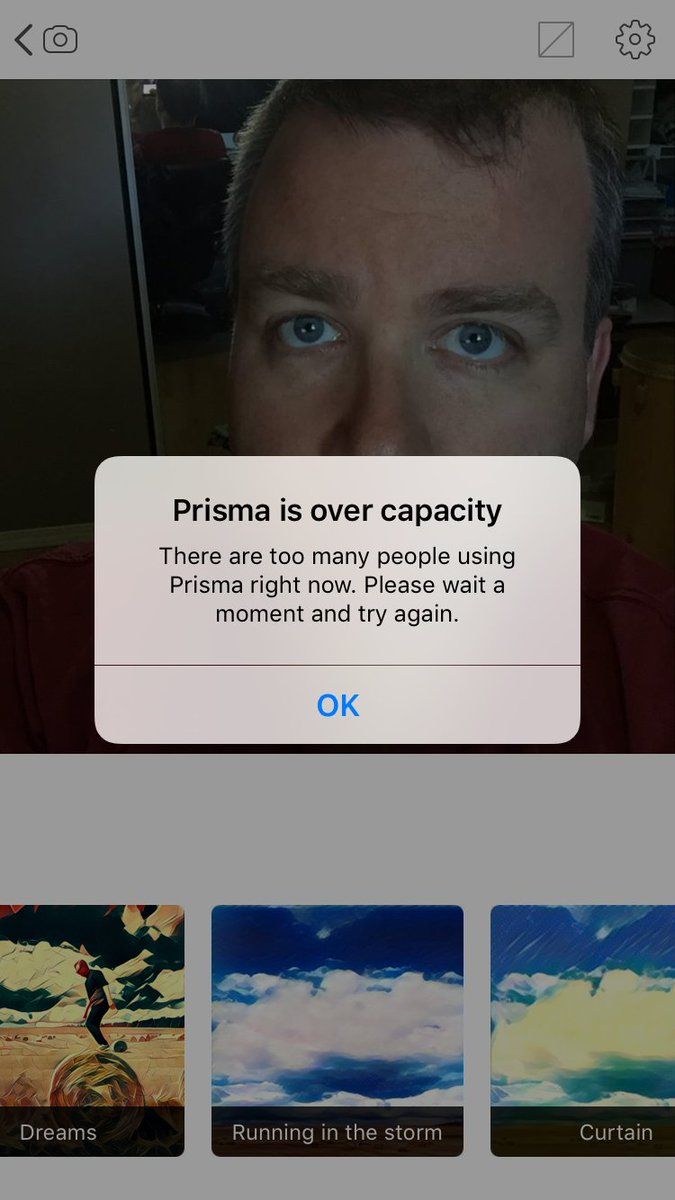 Prisma is over capacity
There are too many people using
Prisma right now. Please wait a
moment and try again.
OK
Dreams
Running in the storm
Curtain